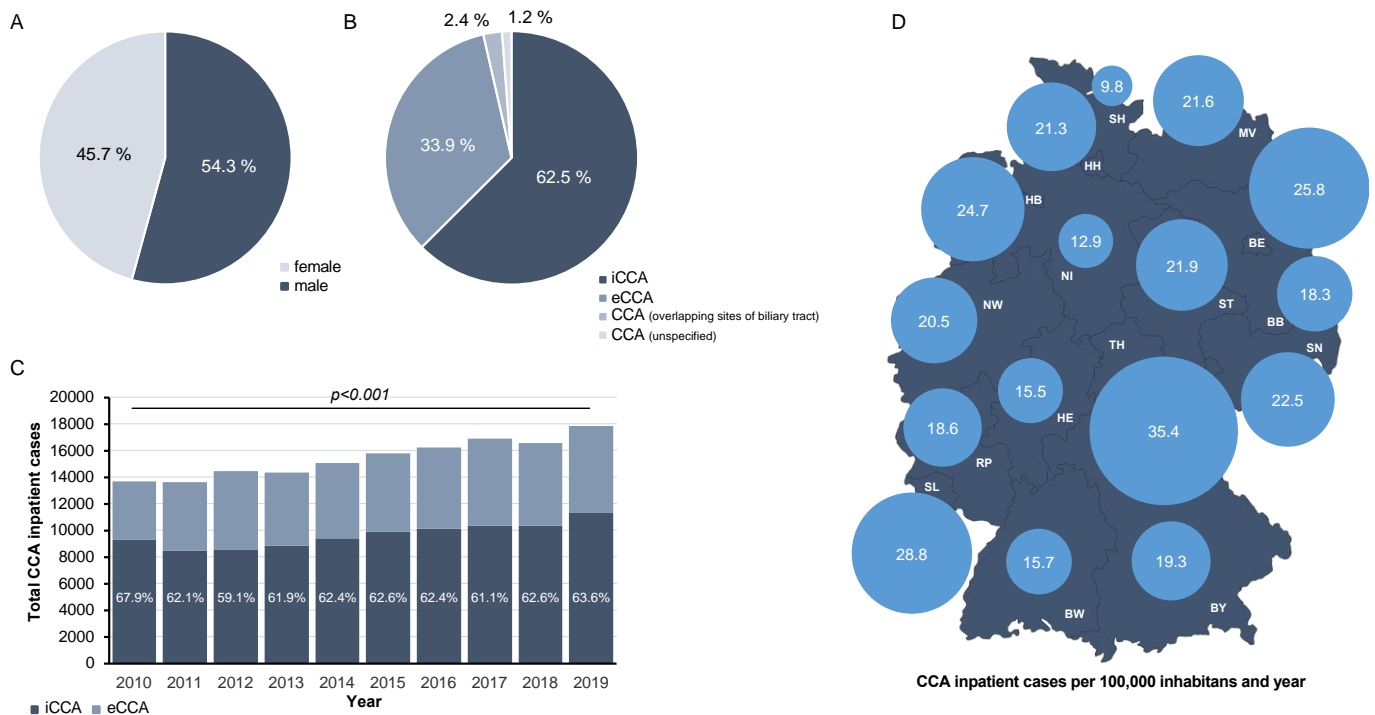 A
45.7 %
54.3 %
female
male
B
2.4 %
1.2 %
33.9 %
62.5 %
iCCA
eCCA
CCA (overlapping sites of biliary tract)
CCA (unspecified)
C
p<0.001
Total CCA inpatient cases
20000
18000
16000
14000
12000
10000
8000
6000
4000
2000
0
67.9% 62.1% 59.1% 61.9% 62.4% 62.6% 62.4% 61.1% 62.6% 63.6%
2010 2011 2012 2013 2014 2015 2016 2017 2018 2019
Year
iCCA eCCA
D
9.8
SH
21.6
MV
21.3
HH
25.8
24.7
HB
12.9
NI
BE
21.9
ST
18.3
BB
NW
20.5
TH
SN
15.5
HE
22.5
18.6
RP
35.4
SL
28.8
15.7
BW
19.3
BY
CCA inpatient cases per 100,000 inhabitans and year